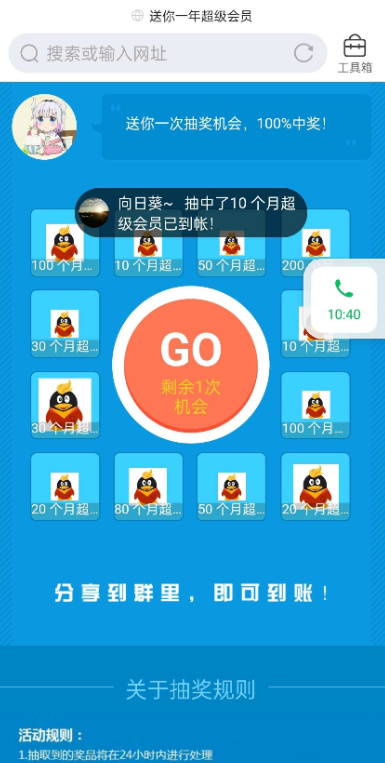 送你一年超级会员
搜索或输入网址
工具箱
送你一次抽奖机会，100%中奖！
向日葵~ 抽中了10个月超
级会员已到帐！
100 个月...
10 个月超...
50 个月超...
200
10:40
30 个月超...
GO
剩余1次
机会
10 个月超...
30 个月超...
100 个月...
20 个月超...
80 个月超...
50 个月超...
20 个月超...
分享到群里，即可到账！
关于抽奖规则
活动规则：
1.抽取到的奖品将在24小时内进行处理